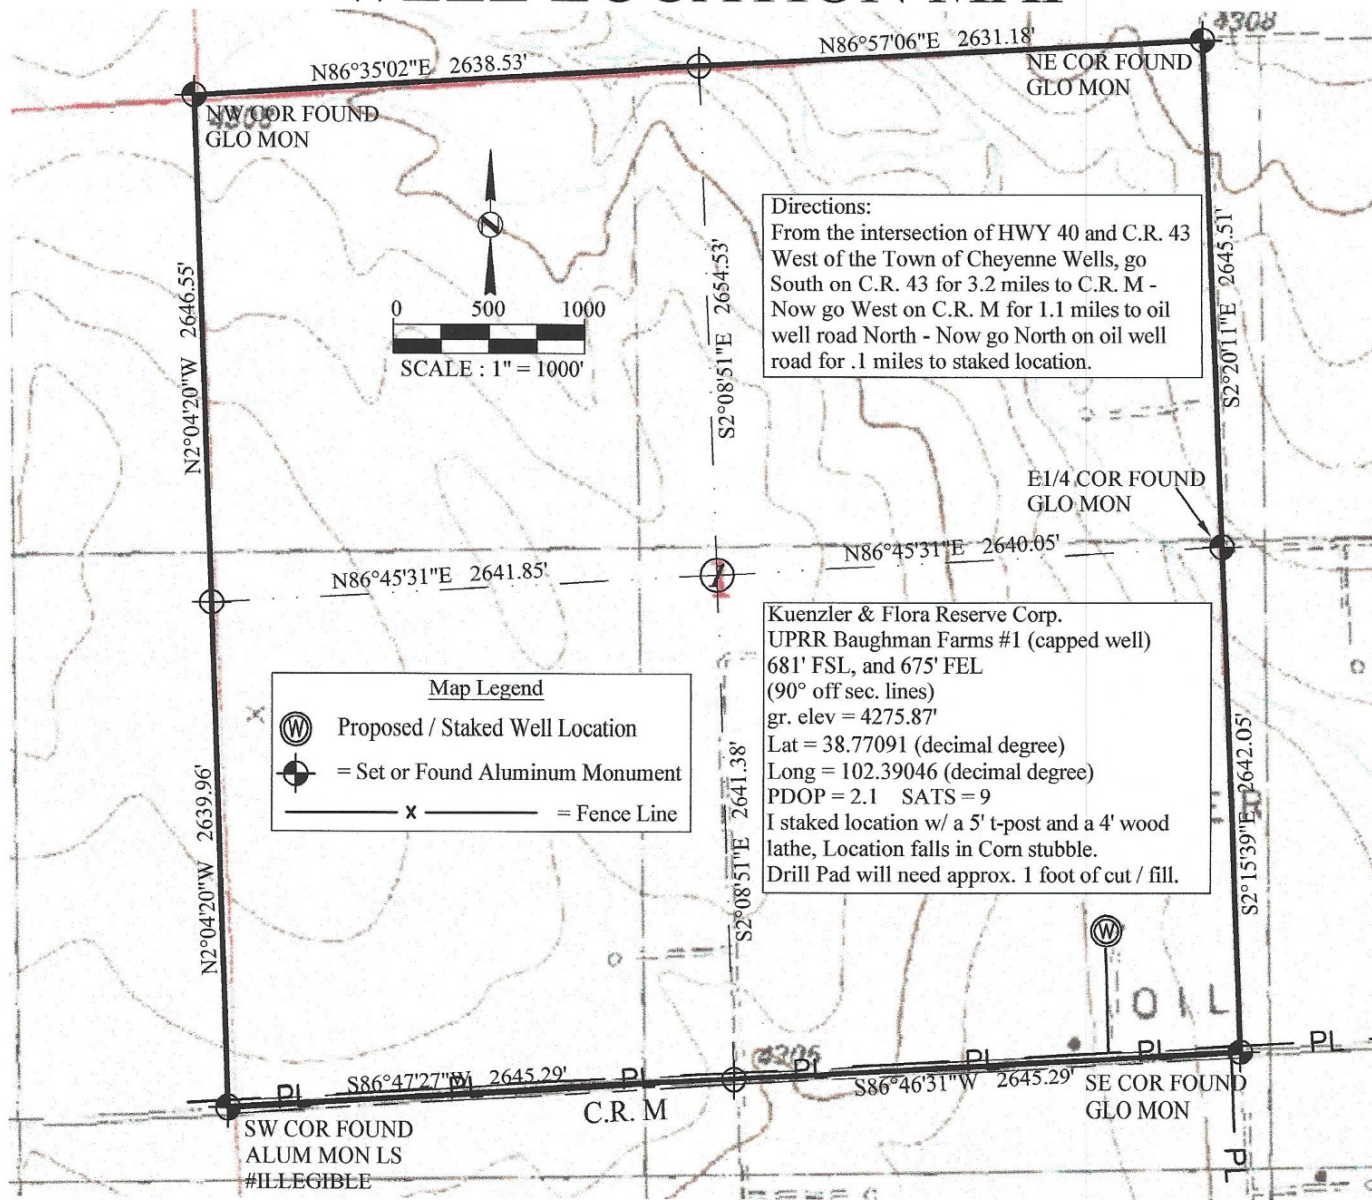 4308
N86°57'06"E 2631.18'
N86°35'02"E 2638.53'
NE COR FOUND
GLO MON
NW COR FOUND
GLO MON
Directions:
From the intersection of HWY 40 and C.R. 43
West of the Town of Cheyenne Wells, go
South on C.R. 43 for 3.2 miles to C.R. M -
Now go West on C.R. M for 1.1 miles to oil
well road North - Now go North on oil well
road for .1 miles to staked location.
N
0 500 1000
SCALE : 1" = 1000'
N2°04'20"W 2646.55'
S2°08'51"E 2654.53'
S2°20'11"E 2645.51'
E1/4 COR FOUND
GLO MON
N86°45'31"E 2641.85'
N86°45'31"E 2640.05'
1
Kuenzler & Flora Reserve Corp.
UPRR Baughman Farms #1 (capped well)
681' FSL, and 675' FEL
(90° off sec. lines)
gr. elev = 4275.87'
Lat = 38.77091 (decimal degree)
Long = 102.39046 (decimal degree)
PDOP = 2.1 SATS = 9
I staked location w/ a 5' t-post and a 4' wood
lathe, Location falls in Corn stubble.
Drill Pad will need approx. 1 foot of cut / fill.
Map Legend
W Proposed / Staked Well Location
= Set or Found Aluminum Monument
X = Fence Line
N2°04'20"W 2639.96'
S2°08'51"E 2641.38'
S2°15'39"E 2642.05'
W
OIL
PL PL PL PL PL PL PL
S86°47'27"W 2645.29'
S86°46'31"W 2645.29'
C.R. M
SE COR FOUND
GLO MON
SW COR FOUND
ALUM MON LS
#ILLEGIBLE
PL